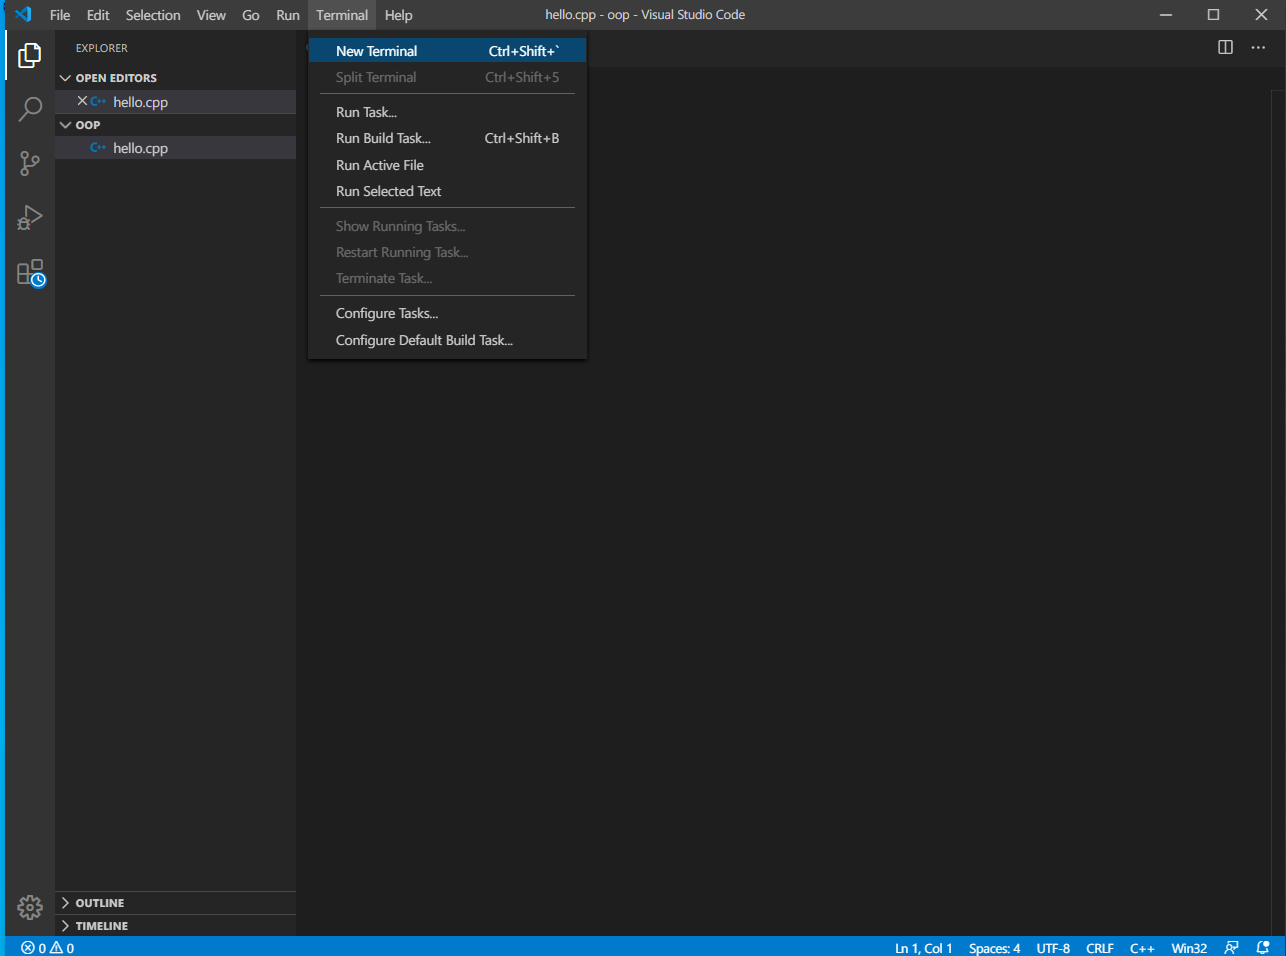 File Edit Selection View Go Run Terminal Help hello.cpp - oop - Visual Studio Code
EXPLORER
OPEN EDITORS
C++ hello.cpp
OOP
C++ hello.cpp
New Terminal Ctrl+Shift+`
Split Terminal Ctrl+Shift+5
Run Task...
Run Build Task... Ctrl+Shift+B
Run Active File
Run Selected Text
Show Running Tasks...
Restart Running Task...
Terminate Task...
Configure Tasks...
Configure Default Build Task...
OUTLINE
TIMELINE
0 0 Ln 1, Col 1 Spaces: 4 UTF-8 CRLF C++ Win32